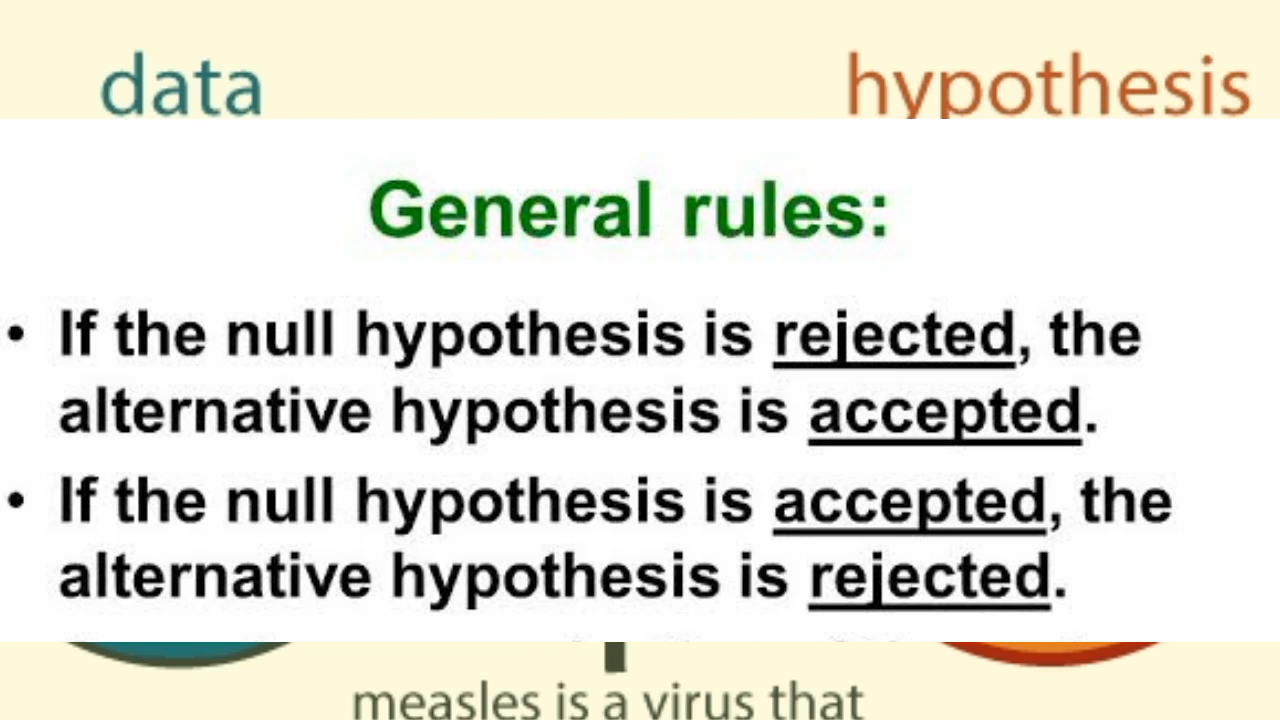 data
hypothesis
General rules:
• If the null hypothesis is rejected, the
alternative hypothesis is accepted.
• If the null hypothesis is accepted, the
alternative hypothesis is rejected.
measles is a virus that